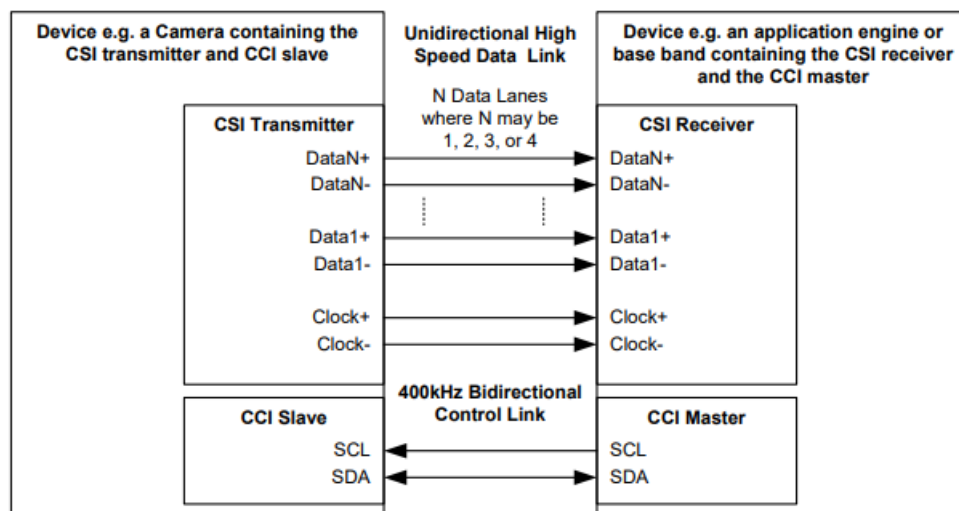 Device e.g. a Camera containing the
CSI transmitter and CCI slave
Unidirectional High
Speed Data Link
Device e.g. an application engine or
base band containing the CSI receiver
and the CCI master
N Data Lanes
where N may be
1, 2, 3, or 4
CSI Transmitter
DataN+
DataN-
Data1+
Data1-
Clock+
Clock-
CSI Receiver
DataN+
DataN-
Data1+
Data1-
Clock+
Clock-
400kHz Bidirectional
Control Link
CCI Slave
SCL
SDA
CCI Master
SCL
SDA